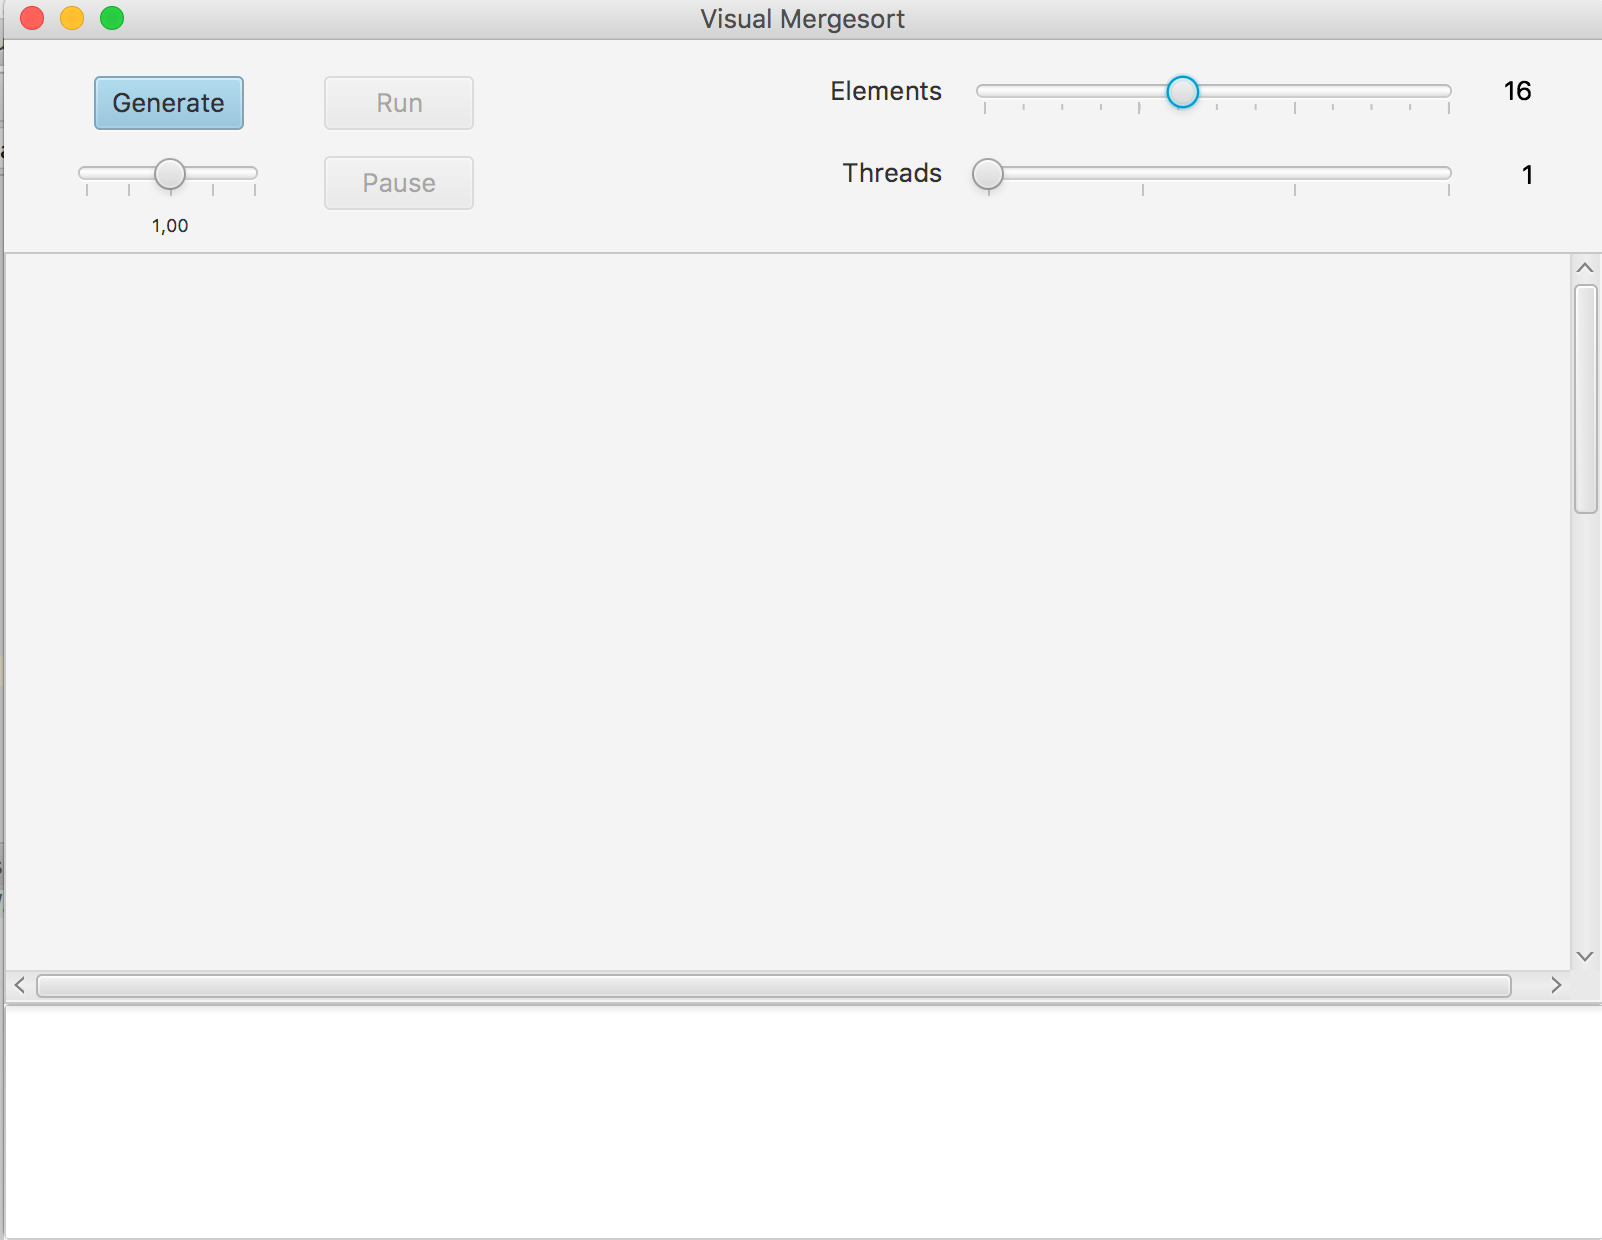 Visual Mergesort
Generate
Run
Elements
16
Threads
1
Pause
1,00